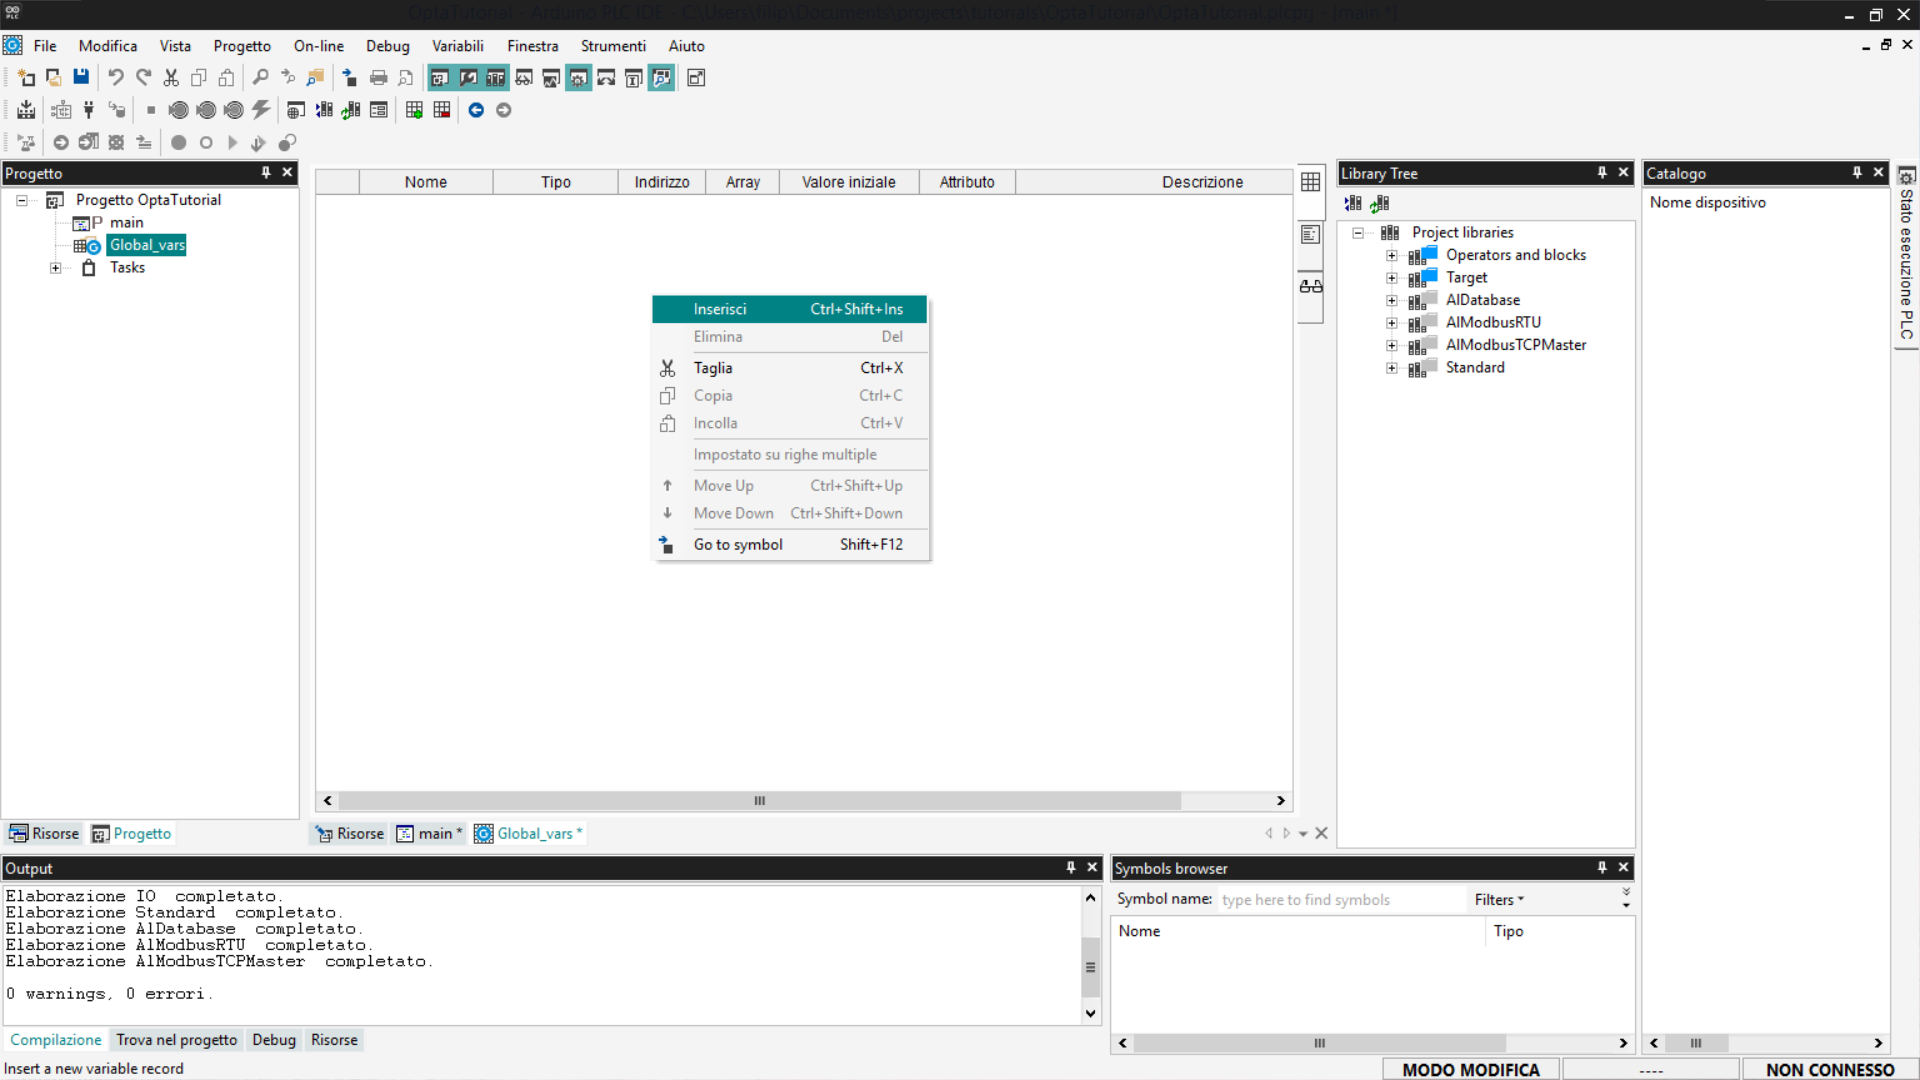 OptaTutorial - Arduino PLC IDE - C:\Users\filip\Documents\projects\tutorials\OptaTutorial\OptaTutorial.plcprj - [main *]
File Modifica Vista Progetto On-line Debug Variabili Finestra Strumenti Aiuto
Progetto
Progetto OptaTutorial
main
Global_vars
Tasks
Risorse Progetto
Nome Tipo Indirizzo Array Valore iniziale Attributo Descrizione
Inserisci Ctrl+Shift+Ins
Elimina Del
Taglia Ctrl+X
Copia Ctrl+C
Incolla Ctrl+V
Impostato su righe multiple
Move Up Ctrl+Shift+Up
Move Down Ctrl+Shift+Down
Go to symbol Shift+F12
Risorse main * Global_vars *
Library Tree
Project libraries
Operators and blocks
Target
AlDatabase
AlModbusRTU
AlModbusTCPMaster
Standard
Catalogo
Nome dispositivo
Stato esecuzione PLC
Output
Elaborazione IO completato.
Elaborazione Standard completato.
Elaborazione AlDatabase completato.
Elaborazione AlModbusRTU completato.
Elaborazione AlModbusTCPMaster completato.
0 warnings, 0 errori.
Compilazione Trova nel progetto Debug Risorse
Symbols browser
Symbol name: type here to find symbols Filters
Nome Tipo
Insert a new variable record
MODO MODIFICA ---- NON CONNESSO